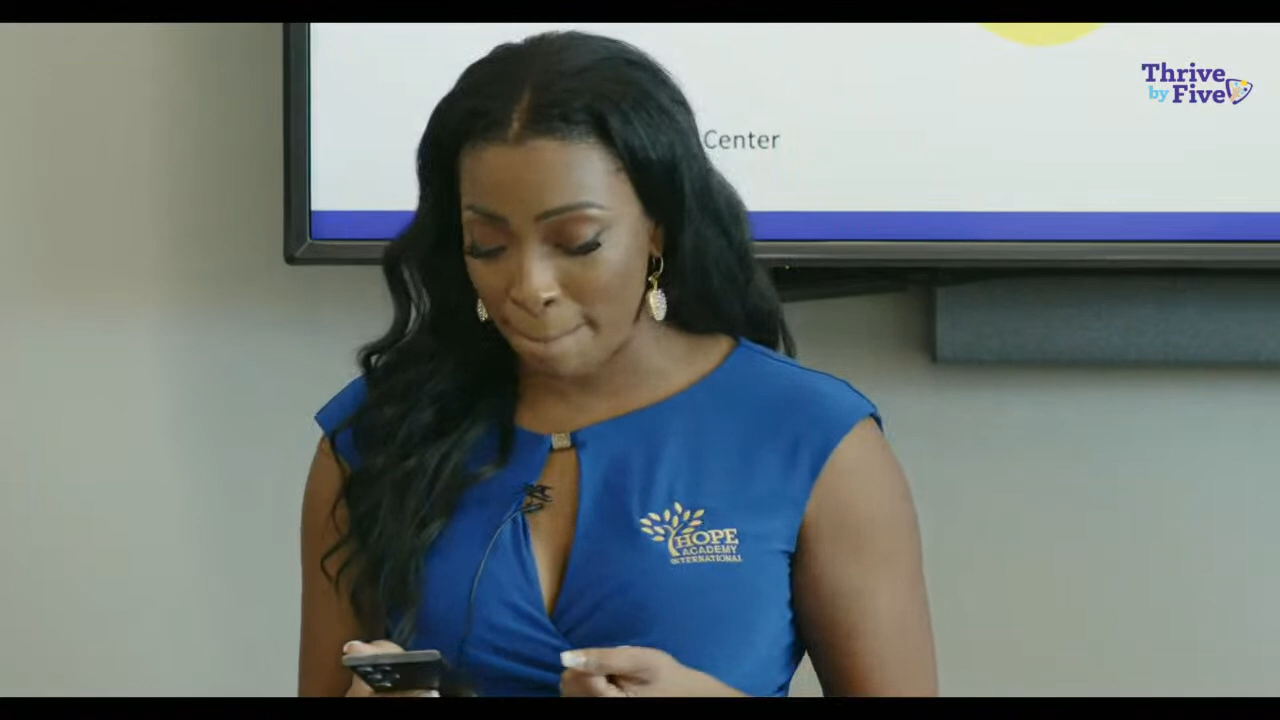 Thrive
by Five
Center
HOPE
ACADEMY
INTERNATIONAL